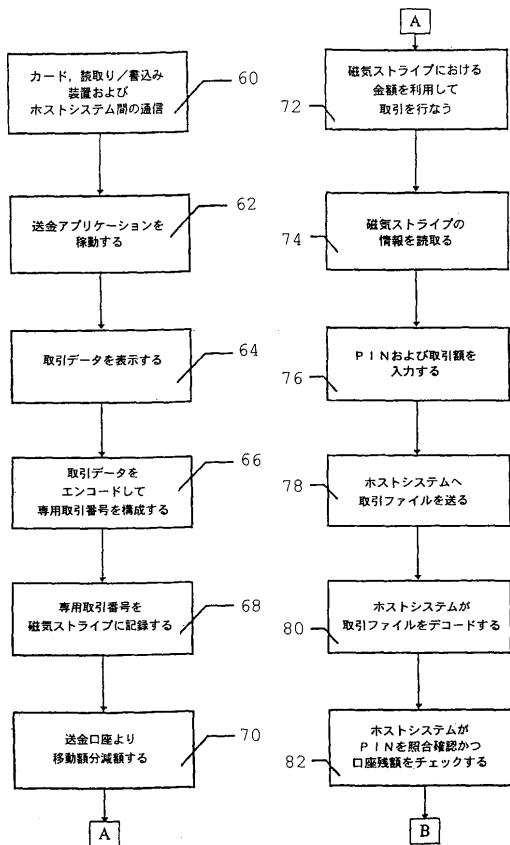 カード，読取り／書込み
装置および
ホストシステム間の通信
60
送金アプリケーションを
稼動する
62
取引データを表示する
64
取引データを
エンコードして
専用取引番号を構成する
66
専用取引番号を
磁気ストライプに記録する
68
送金口座より
移動額分減額する
70
A
A
磁気ストライプにおける
金額を利用して
取引を行なう
72
磁気ストライプの
情報を読取る
74
ＰＩＮおよび取引額を
入力する
76
ホストシステムへ
取引ファイルを送る
78
ホストシステムが
取引ファイルをデコードする
80
ホストシステムが
ＰＩＮを照合確認かつ
口座残額をチェックする
82
B